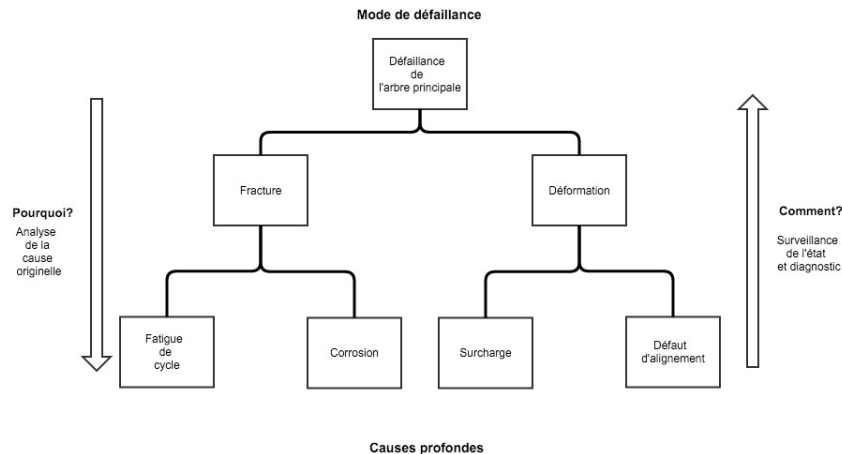 Mode de défaillance
Défaillance
de
l'arbre principale
Fracture
Déformation
Pourquoi?
Analyse
de la
cause
originelle
Comment?
Surveillance
de l'état
et diagnostic
Fatigue
de
cycle
Corrosion
Surcharge
Défaut
d'alignement
Causes profondes